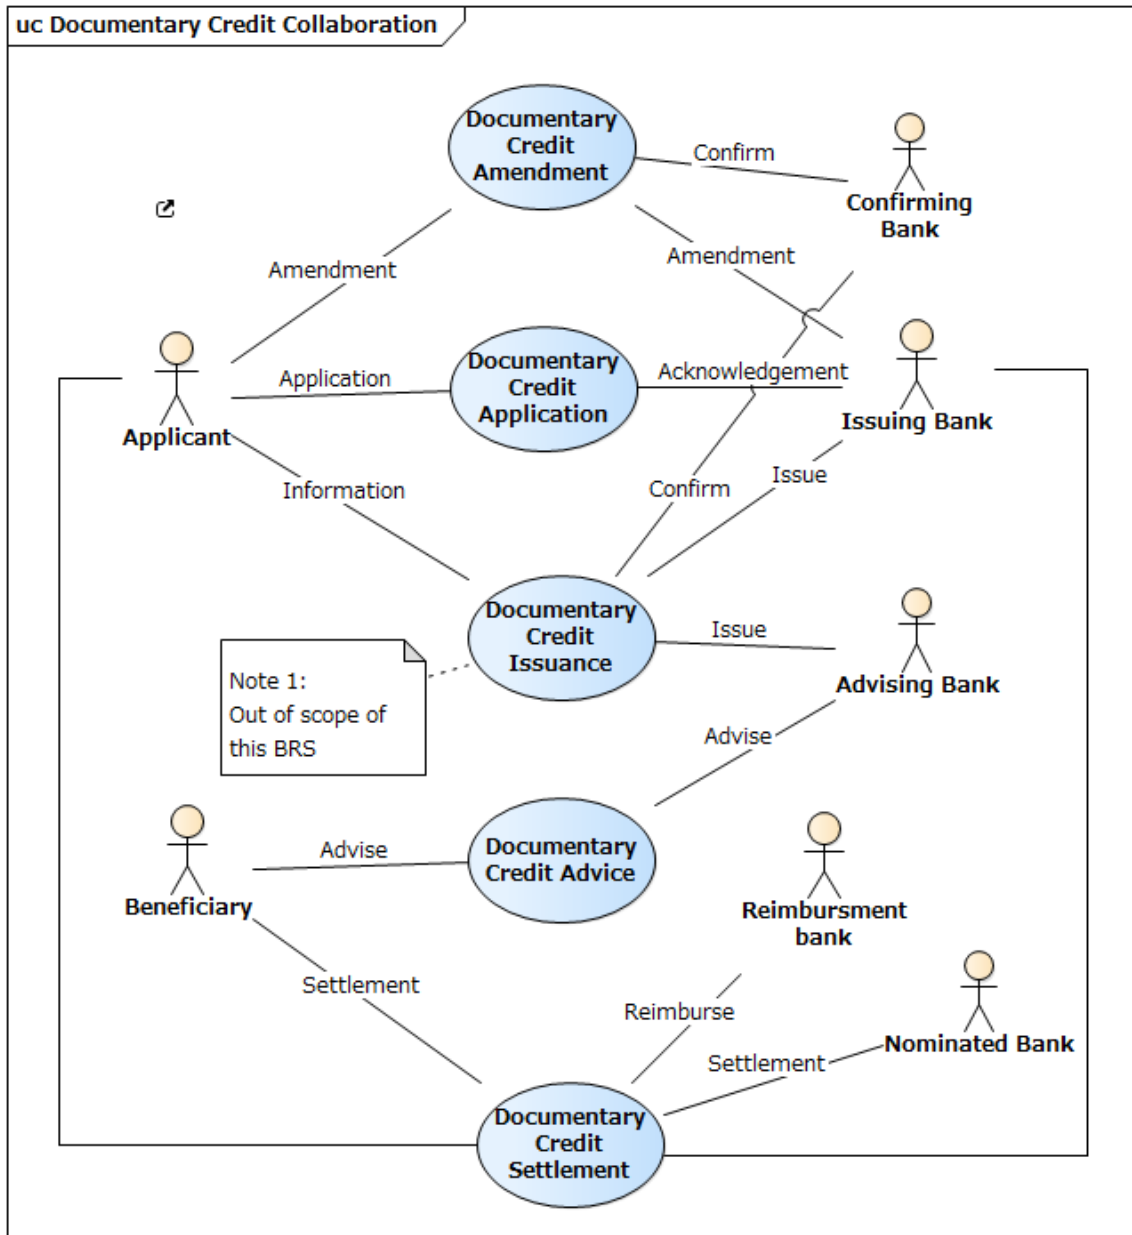 uc Documentary Credit Collaboration
Documentary
Credit
Amendment
Confirm
Confirming
Bank
Amendment
Amendment
Documentary
Credit
Application
Application
Acknowledgement
Applicant
Issuing Bank
Information
Confirm
Issue
Documentary
Credit
Issuance
Issue
Advising Bank
Note 1:
Out of scope of
this BRS
Advise
Documentary
Credit Advice
Advise
Beneficiary
Reimbursment
bank
Settlement
Reimburse
Nominated Bank
Settlement
Documentary
Credit
Settlement